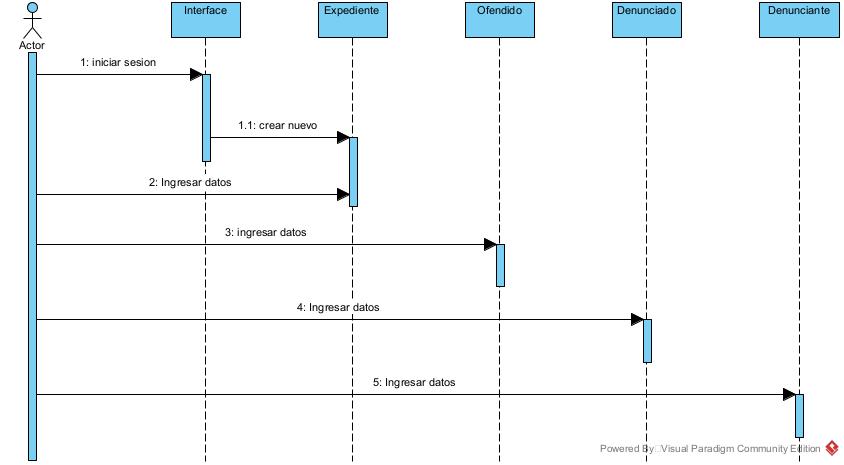 Interface
Expediente
Ofendido
Denunciado
Denunciante
Actor
1: iniciar sesion
1.1: crear nuevo
2: Ingresar datos
3: ingresar datos
4: Ingresar datos
5: Ingresar datos
Powered By Visual Paradigm Community Edition